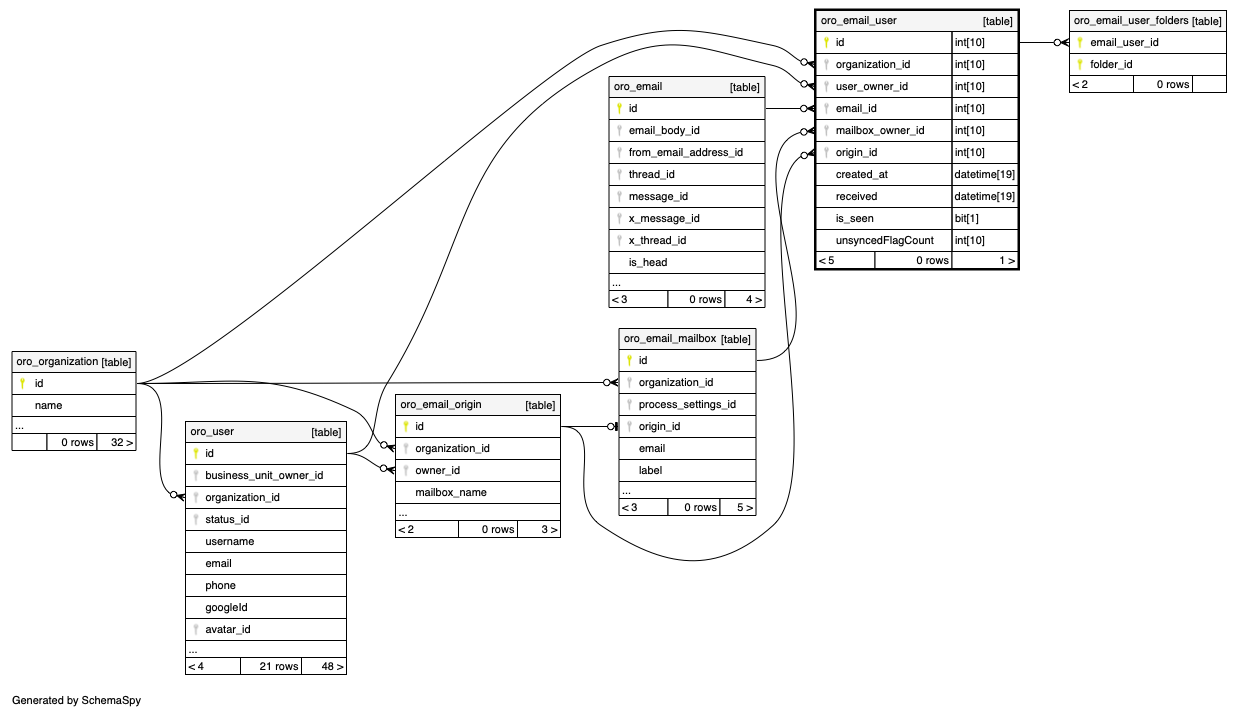 oro_email_user [table]
id int[10]
organization_id int[10]
user_owner_id int[10]
email_id int[10]
mailbox_owner_id int[10]
origin_id int[10]
created_at datetime[19]
received datetime[19]
is_seen bit[1]
unsyncedFlagCount int[10]
< 5 0 rows 1 >
oro_email_user_folders [table]
email_user_id
folder_id
< 2 0 rows
oro_email [table]
id
email_body_id
from_email_address_id
thread_id
message_id
x_message_id
x_thread_id
is_head
...
< 3 0 rows 4 >
oro_email_mailbox [table]
id
organization_id
process_settings_id
origin_id
email
label
...
< 3 0 rows 5 >
oro_organization [table]
id
name
...
0 rows 32 >
oro_email_origin [table]
id
organization_id
owner_id
mailbox_name
...
< 2 0 rows 3 >
oro_user [table]
id
business_unit_owner_id
organization_id
status_id
username
email
phone
googleId
avatar_id
...
< 4 21 rows 48 >
Generated by SchemaSpy